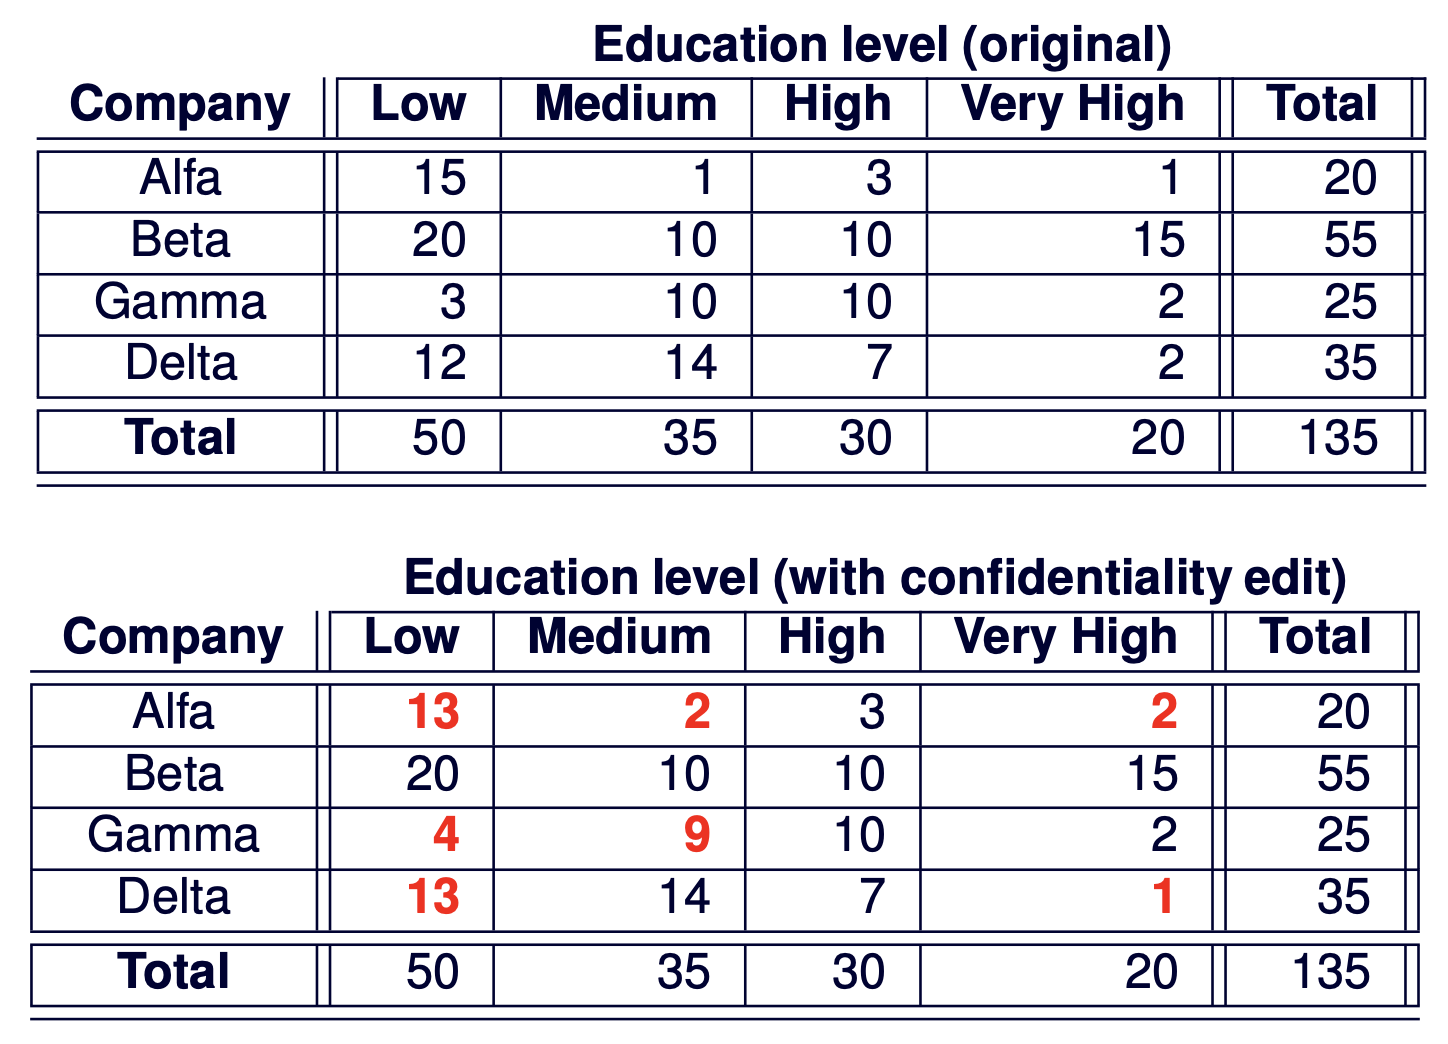 Education level (original)
Company Low Medium High Very High Total
Alfa 15 1 3 1 20
Beta 20 10 10 15 55
Gamma 3 10 10 2 25
Delta 12 14 7 2 35
Total 50 35 30 20 135
Education level (with confidentiality edit)
Company Low Medium High Very High Total
Alfa 13 2 3 2 20
Beta 20 10 10 15 55
Gamma 4 9 10 2 25
Delta 13 14 7 1 35
Total 50 35 30 20 135